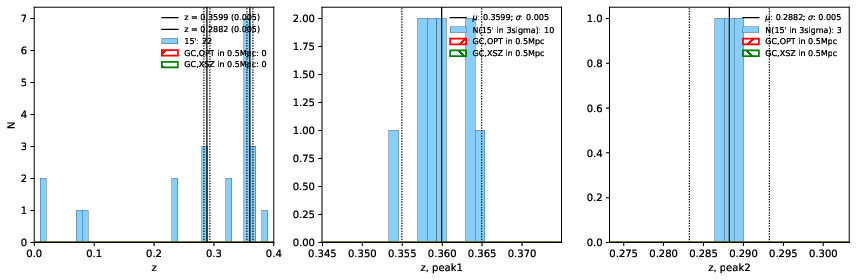 z = 0.3599 (0.005)
z = 0.2882 (0.005)
15': 22
GC,OPT in 0.5Mpc: 0
GC,XSZ in 0.5Mpc: 0
7
6
5
4
3
2
1
0
N
0.0 0.1 0.2 0.3 0.4
z
μ: 0.3599; σ: 0.005
N(15' in 3sigma): 10
GC,OPT in 0.5Mpc
GC,XSZ in 0.5Mpc
2.00
1.75
1.50
1.25
1.00
0.75
0.50
0.25
0.00
0.345 0.350 0.355 0.360 0.365 0.370
z, peak1
μ: 0.2882; σ: 0.005
N(15' in 3sigma): 3
GC,OPT in 0.5Mpc
GC,XSZ in 0.5Mpc
1.0
0.8
0.6
0.4
0.2
0.0
0.275 0.280 0.285 0.290 0.295 0.300
z, peak2